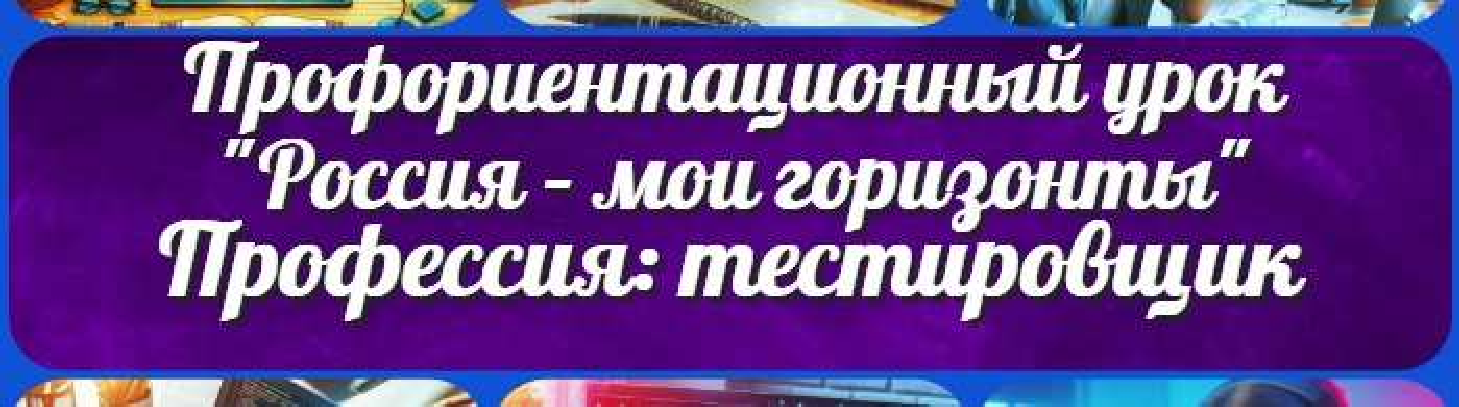 Профориентационный урок
"Россия - мои горизонты"
Профессия: тестировщик